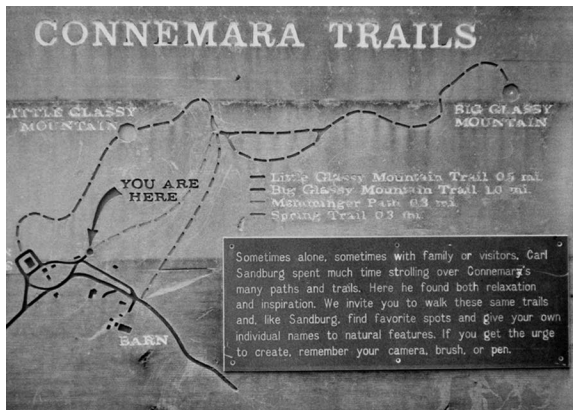 CONNEMARA TRAILS
LITTLE GLASSY
MOUNTAIN
BIG GLASSY
MOUNTAIN
YOU ARE
HERE
Little Glassy Mountain Trail 0.5 mi.
Big Glassy Mountain Trail 1.0 mi.
Memminger Path 0.3 mi.
Spring Trail 0.3 mi.
Sometimes alone, sometimes with family or visitors, Carl
Sandburg spent much time strolling over Connemara's
many paths and trails. Here he found both relaxation
and inspiration. We invite you to walk these same trails
and, like Sandburg, find favorite spots and give your own
individual names to natural features. If you get the urge
to create, remember your camera, brush, or pen.
BARN